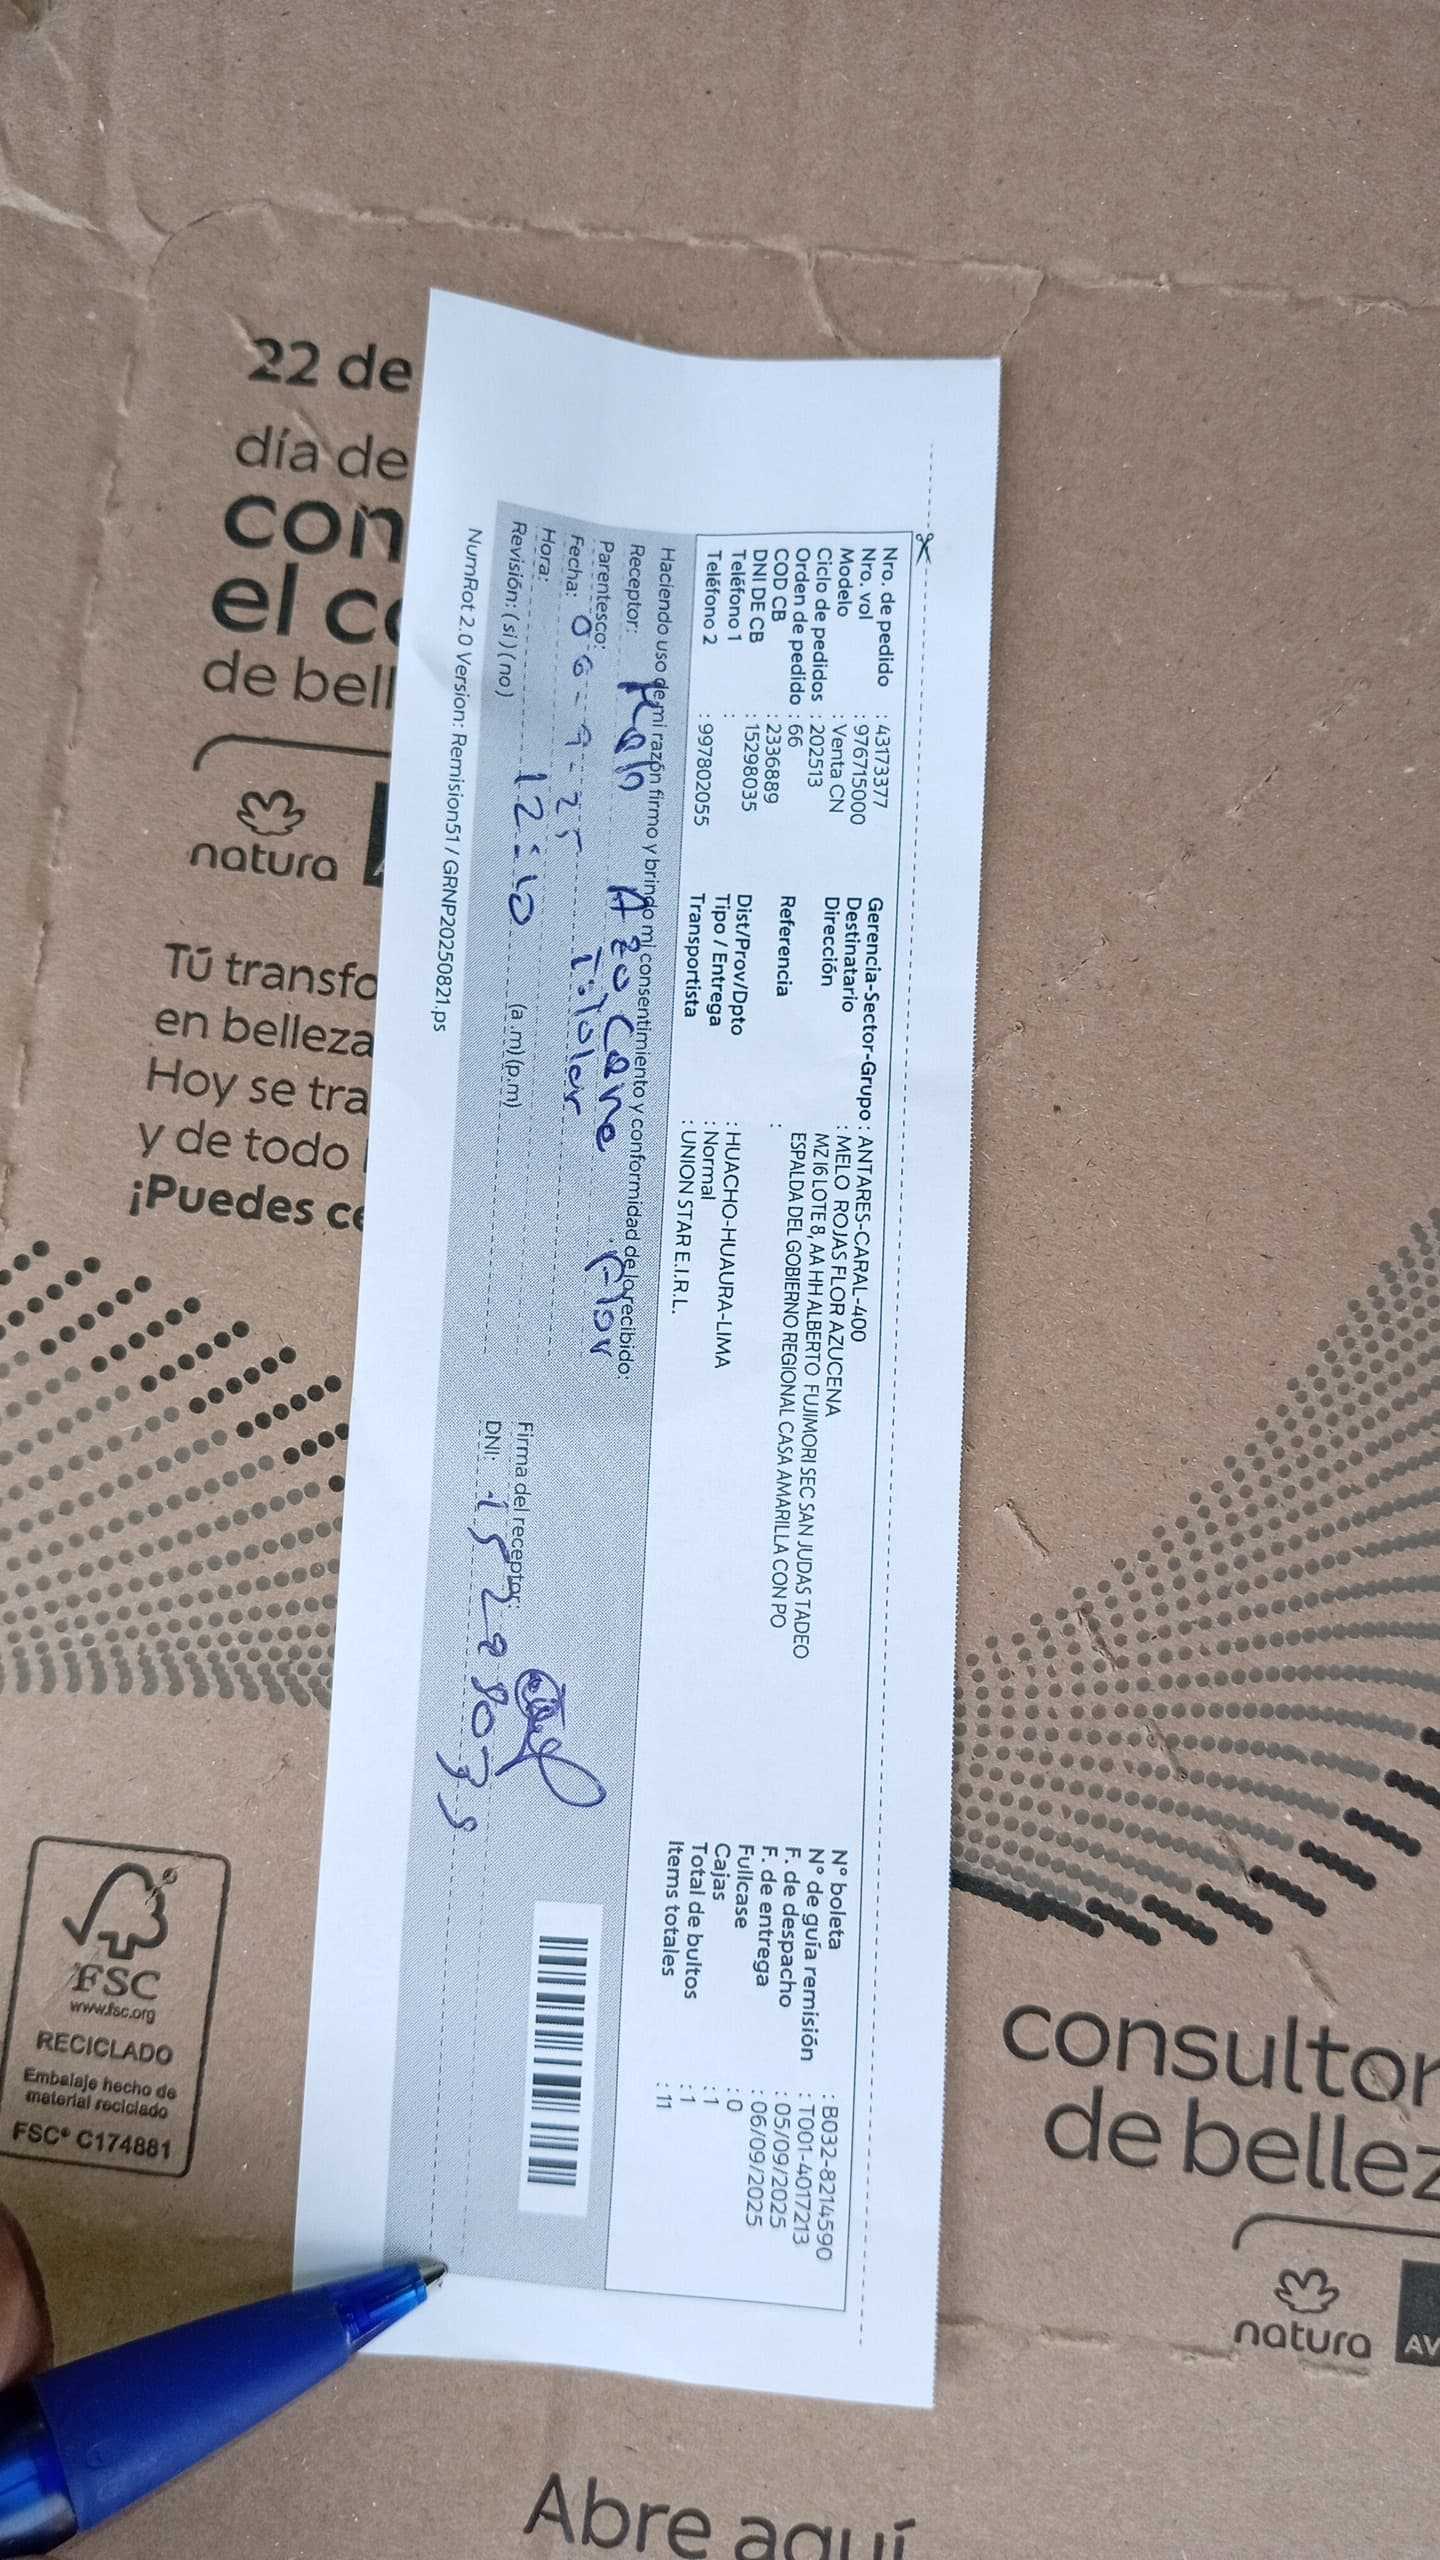 Nro. de pedido : 43173377
Nro. vol : 976715000
Modelo : Venta CN
Ciclo de pedidos : 202513
Orden de pedido : 66
COD CB : 2336889
DNI DE CB : 15298035
Teléfono 1 :
Teléfono 2 : 997802055
Gerencia-Sector-Grupo : ANTARES-CARAL-400
Destinatario : MELO ROJAS FLOR AZUCENA
Dirección MZ I6 LOTE 8, AA HH ALBERTO FUJIMORI SEC SAN JUDAS TADEO
ESPALDA DEL GOBIERNO REGIONAL CASA AMARILLA CON PO
Referencia :
Dist/Prov/Dpto : HUACHO-HUAURA-LIMA
Tipo / Entrega : Normal
Transportista : UNION STAR E.I.R.L.
N° boleta : B032-8214590
N° de guía remisión : T001-4017213
F. de despacho : 05/09/2025
F. de entrega : 06/09/2025
Fullcase : 0
Cajas : 1
Total de bultos : 1
Items totales : 11
Haciendo uso de mi razón firmo y brindo mi consentimiento y conformidad de lo recibido:
Receptor: Flor
Parentesco: Titular
Fecha: 06-9-25
Hora: 12:10 (a.m) (p.m)
Revisión: (si) (no)
Firma del receptor:
DNI: 15298035
NumRot 2.0 Version: Remision51 / GRNP20250821.ps
22 de
día de
con
el co
de bell
natura
Tú transfo
en belleza
Hoy se tra
y de todo
¡Puedes ce
FSC
www.fsc.org
RECICLADO
Embalaje hecho de
material reciclado
FSC® C174881
consultor
de bellez
natura
AV
Abre aquí